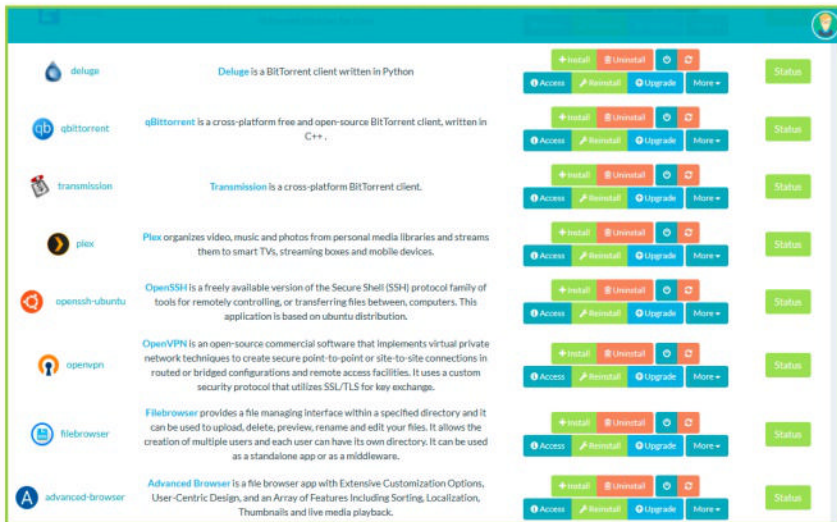 deluge
Deluge is a BitTorrent client written in Python
Install Uninstall
Access Reinstall Upgrade More
Status
qbittorrent
qBittorrent is a cross-platform free and open-source BitTorrent client, written in
C++ .
Install Uninstall
Access Reinstall Upgrade More
Status
transmission
Transmission is a cross-platform BitTorrent client.
Install Uninstall
Access Reinstall Upgrade More
Status
plex
Plex organizes video, music and photos from personal media libraries and streams
them to smart TVs, streaming boxes and mobile devices.
Install Uninstall
Access Reinstall Upgrade More
Status
openssh-ubuntu
OpenSSH is a freely available version of the Secure Shell (SSH) protocol family of
tools for remotely controlling, or transferring files between, computers. This
application is based on ubuntu distribution.
Install Uninstall
Access Reinstall Upgrade More
Status
openvpn
OpenVPN is an open-source commercial software that implements virtual private
network techniques to create secure point-to-point or site-to-site connections in
routed or bridged configurations and remote access facilities. It uses a custom
security protocol that utilizes SSL/TLS for key exchange.
Install Uninstall
Access Reinstall Upgrade More
Status
filebrowser
Filebrowser provides a file managing interface within a specified directory and it
can be used to upload, delete, preview, rename and edit your files. It allows the
creation of multiple users and each user can have its own directory. It can be used
as a standalone app or as a middleware.
Install Uninstall
Access Reinstall Upgrade More
Status
advanced-browser
Advanced Browser is a file browser app with Extensive Customization Options,
User-Centric Design, and an Array of Features Including Sorting, Localization,
Thumbnails and live media playback.
Install Uninstall
Access Reinstall Upgrade More
Status